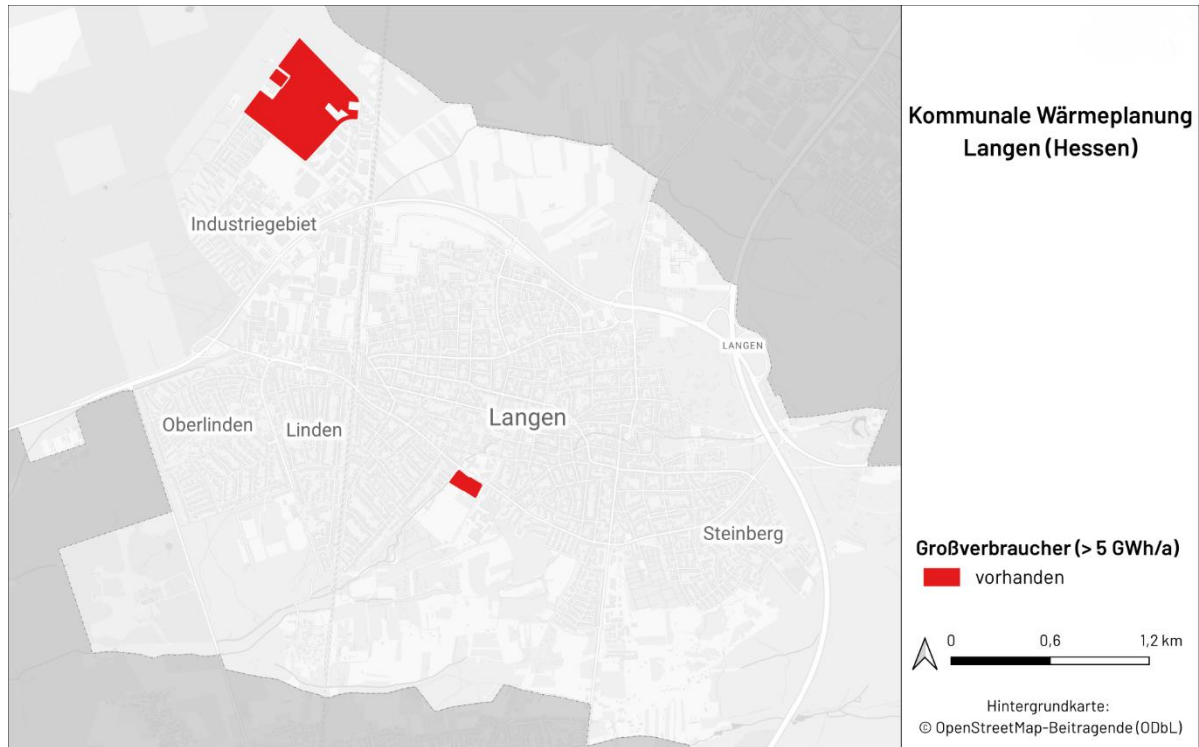 Kommunale Wärmeplanung
Langen (Hessen)
Industriegebiet
LANGEN
Oberlinden
Linden
Langen
Steinberg
Großverbraucher (> 5 GWh/a)
vorhanden
0 0,6 1,2 km
Hintergrundkarte:
© OpenStreetMap-Beitragende (ODbL)